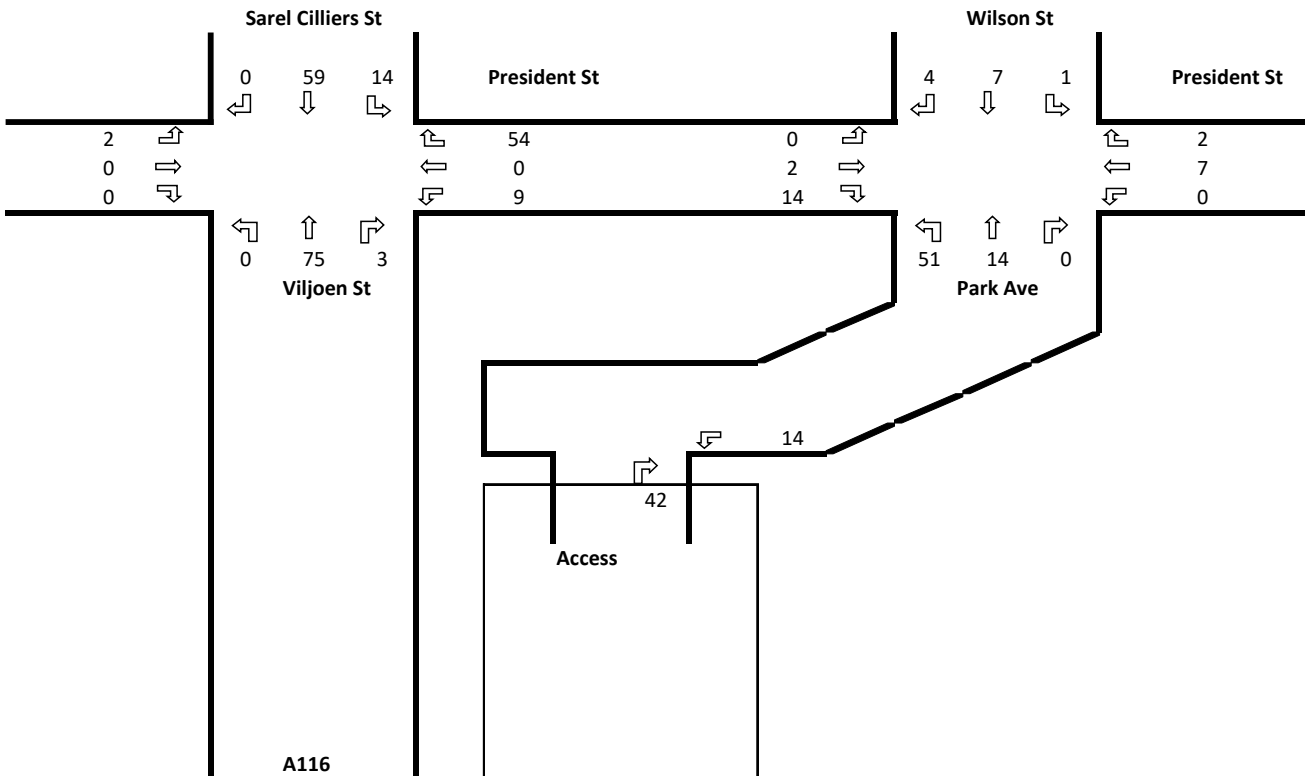 Sarel Cilliers St Wilson St
0 59 14 President St 4 7 1 President St
2 54 0 2
0 0 2 7
0 9 14 0
0 75 3 51 14 0
Viljoen St Park Ave
14
42
Access
A116